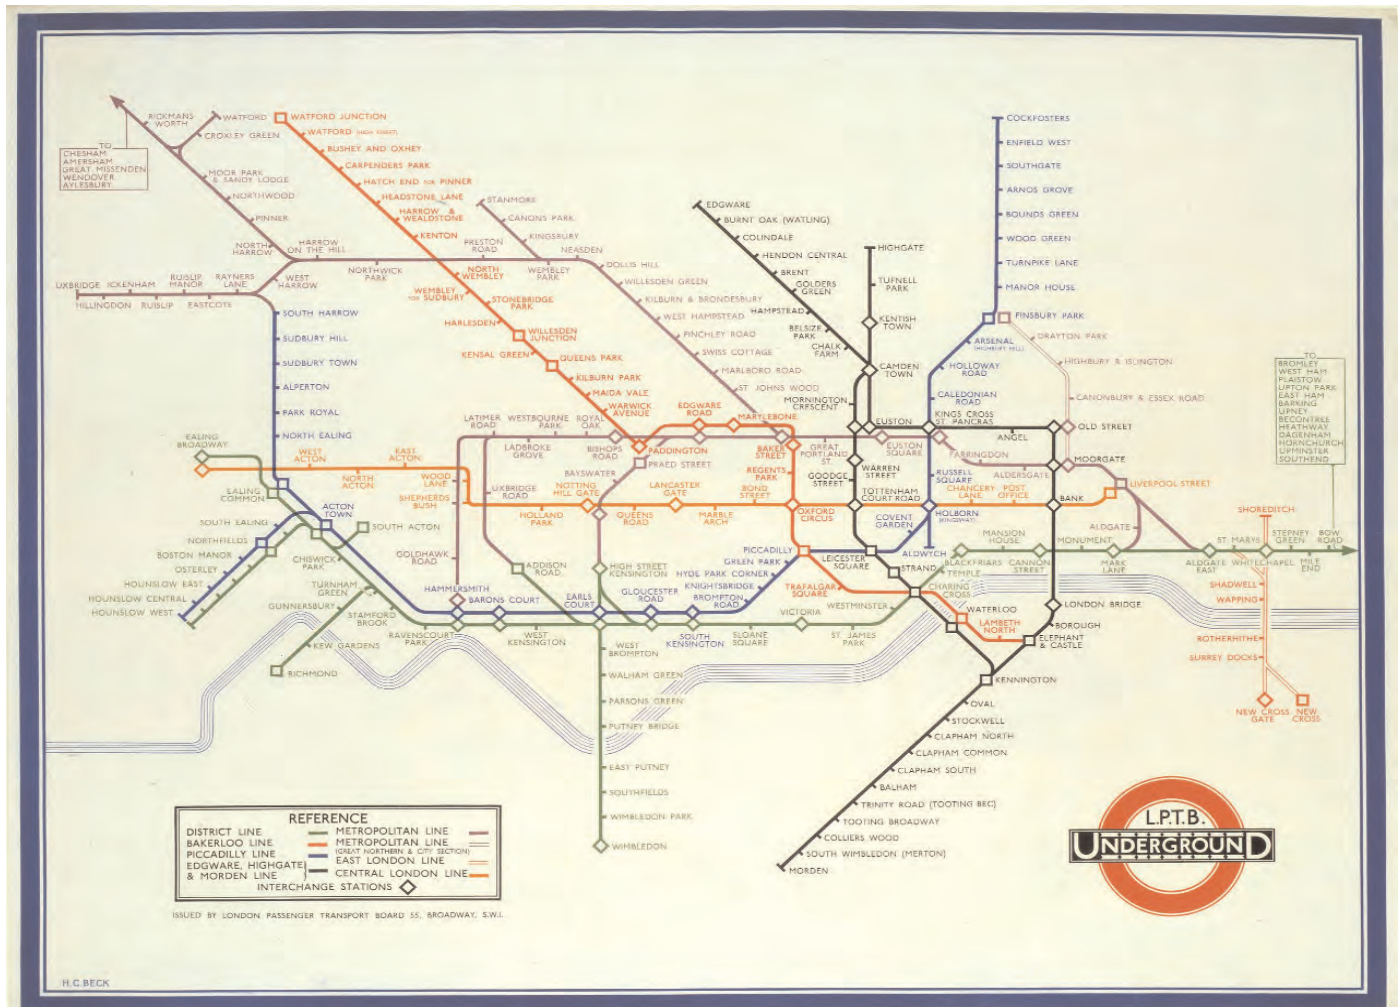 RICKMANS
WORTH
WATFORD
CROXLEY GREEN
TO
CHESHAM
AMERSHAM
GREAT MISSENDEN
WENDOVER
AYLESBURY
MOOR PARK
& SANDY LODGE
NORTHWOOD
PINNER
NORTH
HARROW
HARROW
ON THE HILL
NORTHWICK
PARK
PRESTON
ROAD
WEMBLEY
PARK
STANMORE
CANONS PARK
KINGSBURY
NEASDEN
DOLLIS HILL
WILLESDEN GREEN
KILBURN & BRONDESBURY
WEST HAMPSTEAD
FINCHLEY ROAD
SWISS COTTAGE
MARLBORO ROAD
ST JOHNS WOOD
UXBRIDGE
ICKENHAM
RUISLIP
MANOR
RAYNERS
LANE
WEST
HARROW
HILLINGDON
RUISLIP
EASTCOTE
WATFORD JUNCTION
WATFORD (HIGH STREET)
BUSHEY AND OXHEY
CARPENDERS PARK
HATCH END FOR PINNER
HEADSTONE LANE
HARROW &
WEALDSTONE
KENTON
NORTH
WEMBLEY
WEMBLEY
FOR SUDBURY
STONEBRIDGE
PARK
HARLESDEN
WILLESDEN
JUNCTION
KENSAL GREEN
QUEENS PARK
KILBURN PARK
MAIDA VALE
WARWICK
AVENUE
EDGWARE
ROAD
MARYLEBONE
PADDINGTON
BAKER
STREET
REGENTS
PARK
OXFORD
CIRCUS
PICCADILLY
TRAFALGAR
SQUARE
STRAND
CHARING
CROSS
WATERLOO
LAMBETH
NORTH
ELEPHANT
& CASTLE
EDGWARE
BURNT OAK (WATLING)
COLINDALE
HENDON CENTRAL
BRENT
GOLDERS
GREEN
HAMPSTEAD
BELSIZE
PARK
CHALK
FARM
HIGHGATE
TUFNELL
PARK
KENTISH
TOWN
CAMDEN
TOWN
MORNINGTON
CRESCENT
EUSTON
KINGS CROSS
ST. PANCRAS
ANGEL
OLD STREET
MOORGATE
BANK
LONDON BRIDGE
BOROUGH
WARREN
STREET
GOODGE
STREET
TOTTENHAM
COURT ROAD
LEICESTER
SQUARE
KENNINGTON
OVAL
STOCKWELL
CLAPHAM NORTH
CLAPHAM COMMON
CLAPHAM SOUTH
BALHAM
TRINITY ROAD (TOOTING BEC)
TOOTING BROADWAY
COLLIERS WOOD
SOUTH WIMBLEDON (MERTON)
MORDEN
COCKFOSTERS
ENFIELD WEST
SOUTHGATE
ARNOS GROVE
BOUNDS GREEN
WOOD GREEN
TURNPIKE LANE
MANOR HOUSE
FINSBURY PARK
ARSENAL
(HIGHBURY HILL)
HOLLOWAY
ROAD
CALEDONIAN
ROAD
DRAYTON PARK
HIGHBURY & ISLINGTON
CANONBURY & ESSEX ROAD
RUSSELL
SQUARE
HOLBORN
(KINGSWAY)
COVENT
GARDEN
ALDWYCH
GREEN PARK
HYDE PARK CORNER
KNIGHTSBRIDGE
BROMPTON
ROAD
TO
BROMLEY
WEST HAM
PLAISTOW
UPTON PARK
EAST HAM
BARKING
UPNEY
BECONTREE
HEATHWAY
DAGENHAM
HORNCHURCH
UPMINSTER
SOUTHEND
SOUTH HARROW
SUDBURY HILL
SUDBURY TOWN
ALPERTON
PARK ROYAL
NORTH EALING
EALING
BROADWAY
WEST
ACTON
NORTH
ACTON
EAST
ACTON
WOOD
LANE
SHEPHERDS
BUSH
HOLLAND
PARK
NOTTING
HILL GATE
QUEENS
ROAD
LANCASTER
GATE
MARBLE
ARCH
BOND
STREET
CHANCERY
LANE
POST
OFFICE
LIVERPOOL STREET
LATIMER
ROAD
WESTBOURNE
PARK
ROYAL
OAK
LADBROKE
GROVE
BISHOPS
ROAD
PRAED STREET
BAYSWATER
UXBRIDGE
ROAD
GOLDHAWK
ROAD
GREAT
PORTLAND
ST.
EUSTON
SQUARE
FARRINGDON
ALDERSGATE
ALDGATE
EALING
COMMON
ACTON
TOWN
SOUTH ACTON
SOUTH EALING
NORTHFIELDS
BOSTON MANOR
OSTERLEY
HOUNSLOW EAST
HOUNSLOW CENTRAL
HOUNSLOW WEST
CHISWICK
PARK
TURNHAM
GREEN
GUNNERSBURY
KEW GARDENS
RICHMOND
STAMFORD
BROOK
RAVENSCOURT
PARK
HAMMERSMITH
BARONS COURT
WEST
KENSINGTON
ADDISON
ROAD
HIGH STREET
KENSINGTON
EARLS
COURT
GLOUCESTER
ROAD
SOUTH
KENSINGTON
SLOANE
SQUARE
VICTORIA
ST. JAMES
PARK
WESTMINSTER
TEMPLE
BLACKFRIARS
MANSION
HOUSE
CANNON
STREET
MONUMENT
MARK
LANE
ALDGATE
EAST
ST. MARYS
WHITECHAPEL
STEPNEY
GREEN
MILE
END
BOW
ROAD
SHOREDITCH
SHADWELL
WAPPING
ROTHERHITHE
SURREY DOCKS
NEW CROSS
GATE
NEW
CROSS
WEST
BROMPTON
WALHAM GREEN
PARSONS GREEN
PUTNEY BRIDGE
EAST PUTNEY
SOUTHFIELDS
WIMBLEDON PARK
WIMBLEDON
REFERENCE
DISTRICT LINE
BAKERLOO LINE
PICCADILLY LINE
EDGWARE, HIGHGATE
& MORDEN LINE
METROPOLITAN LINE
METROPOLITAN LINE
(GREAT NORTHERN & CITY SECTION)
EAST LONDON LINE
CENTRAL LONDON LINE
INTERCHANGE STATIONS
ISSUED BY LONDON PASSENGER TRANSPORT BOARD 55, BROADWAY, S.W.1.
L.P.T.B.
UNDERGROUND
H.C.BECK